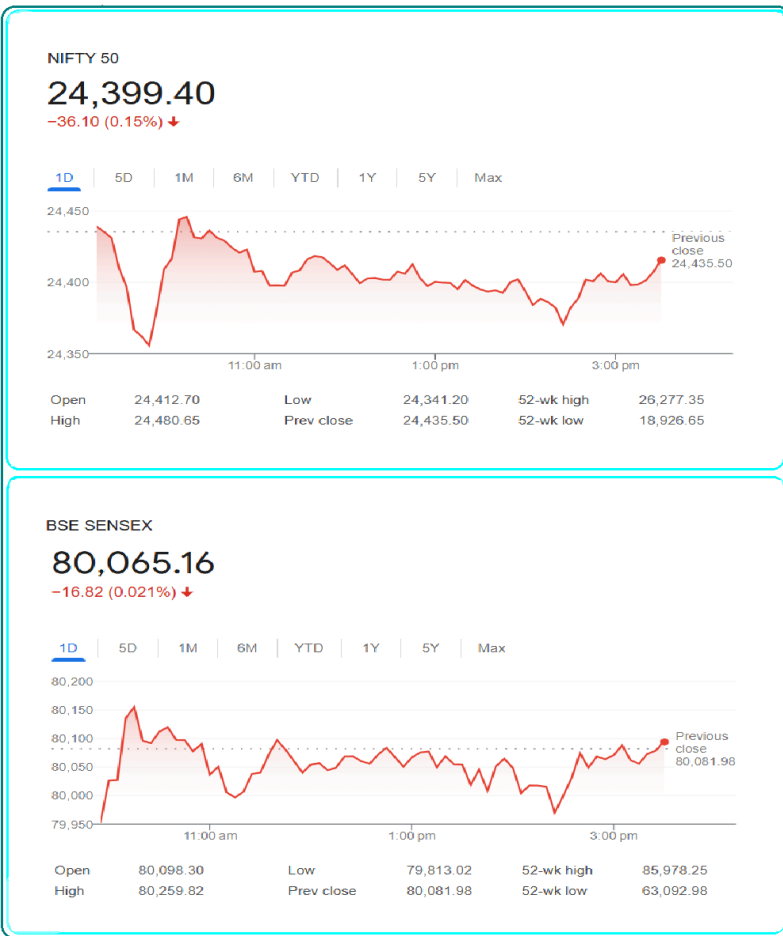 NIFTY 50
24,399.40
−36.10 (0.15%) ↓
1D 5D 1M 6M YTD 1Y 5Y Max
24,450
Previous
close
24,435.50
24,400
24,350
11:00 am 1:00 pm 3:00 pm
Open 24,412.70 Low 24,341.20 52-wk high 26,277.35
High 24,480.65 Prev close 24,435.50 52-wk low 18,926.65
BSE SENSEX
80,065.16
−16.82 (0.021%) ↓
1D 5D 1M 6M YTD 1Y 5Y Max
80,200
80,150
80,100
Previous
close
80,081.98
80,050
80,000
79,950
11:00 am 1:00 pm 3:00 pm
Open 80,098.30 Low 79,813.02 52-wk high 85,978.25
High 80,259.82 Prev close 80,081.98 52-wk low 63,092.98